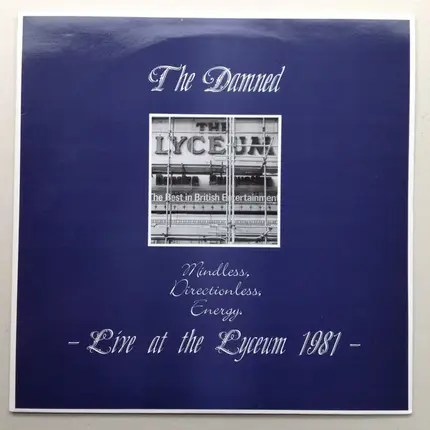 The Damned
THE
LYCEUM
The Best in British Entertainment
Mindless,
Directionless,
Energy.
- Live at the Lyceum 1981 -